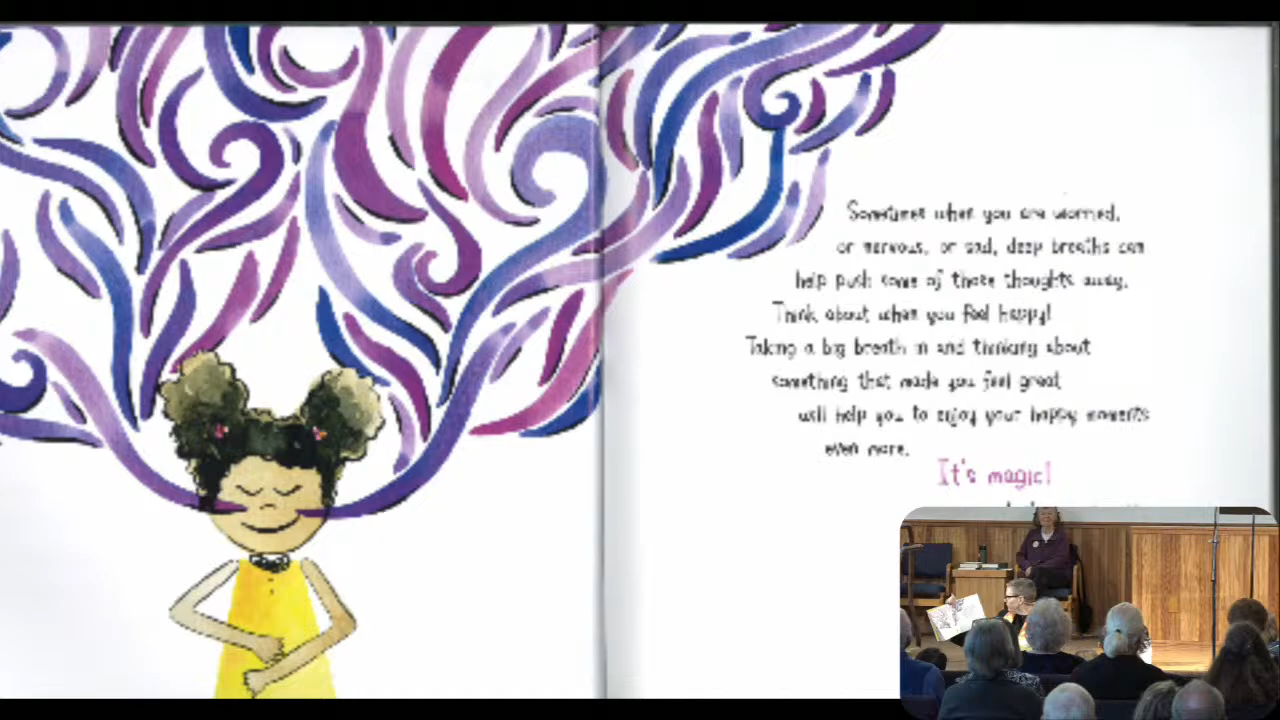 Sometimes when you are worried,
or nervous, or sad, deep breaths can
help push some of those thoughts away.
Think about when you feel happy!
Taking a big breath in and thinking about
something that made you feel great
will help you to enjoy your happy moments
even more.
It's magic!